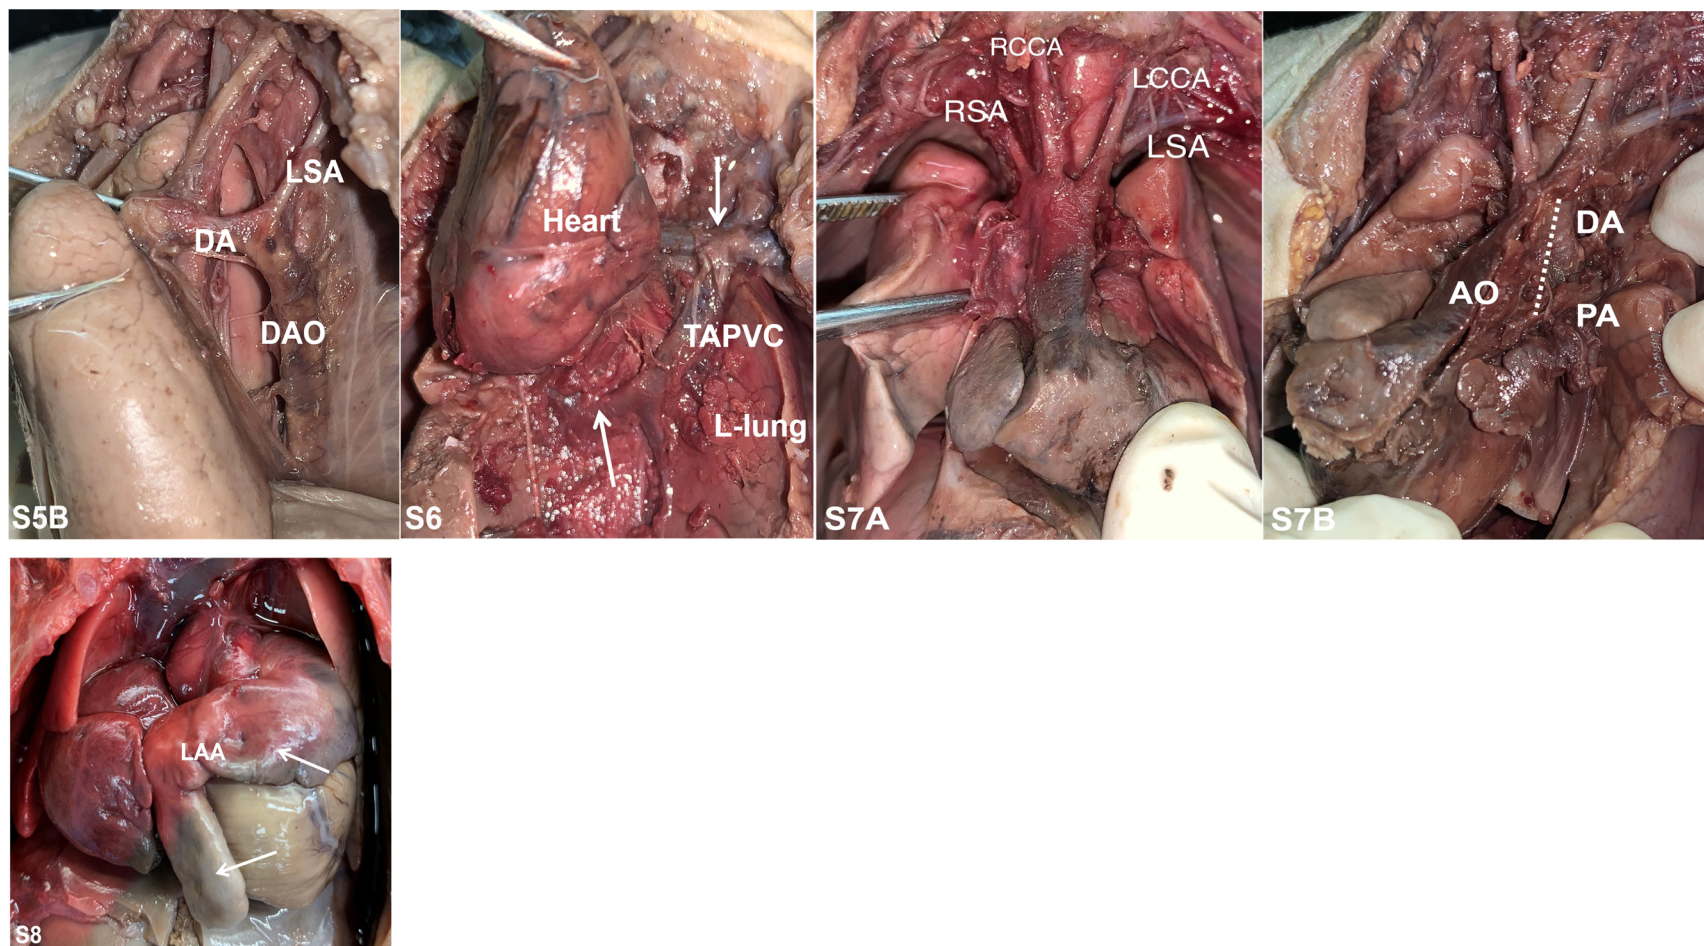 LSA
DA
DAO
S5B
Heart
TAPVC
L-lung
S6
RCCA
LCCA
RSA
LSA
S7A
DA
AO
PA
S7B
LAA
S8